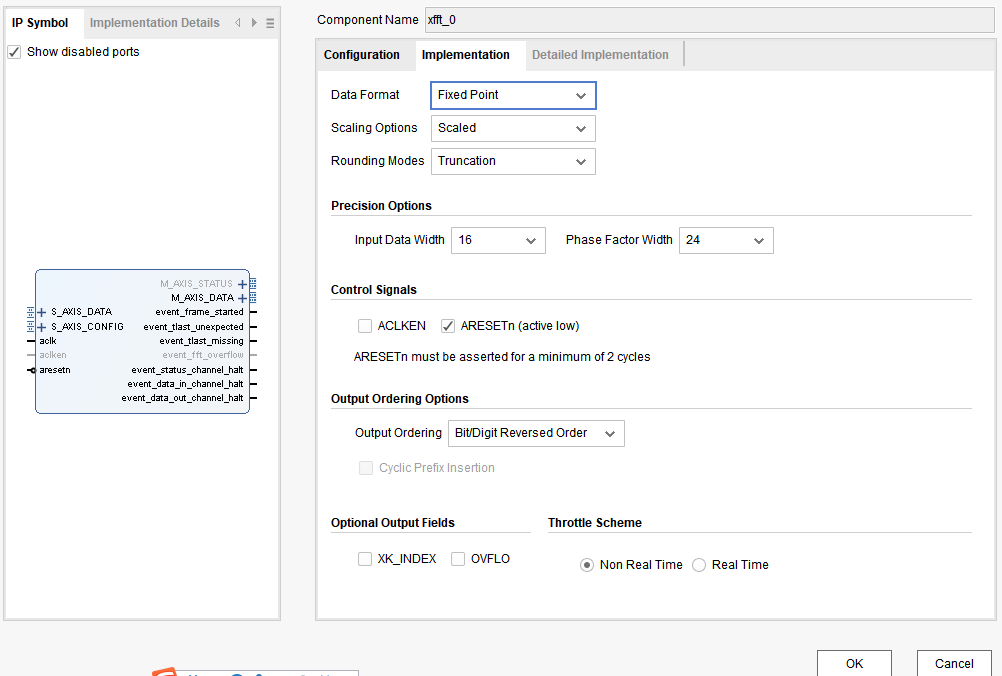 IP Symbol
Implementation Details
Show disabled ports
M_AXIS_STATUS
M_AXIS_DATA
S_AXIS_DATA
event_frame_started
S_AXIS_CONFIG
event_tlast_unexpected
aclk
event_tlast_missing
aclken
event_fft_overflow
aresetn
event_status_channel_halt
event_data_in_channel_halt
event_data_out_channel_halt
Component Name xfft_0
Configuration
Implementation
Detailed Implementation
Data Format Fixed Point
Scaling Options Scaled
Rounding Modes Truncation
Precision Options
Input Data Width 16
Phase Factor Width 24
Control Signals
ACLKEN
ARESETn (active low)
ARESETn must be asserted for a minimum of 2 cycles
Output Ordering Options
Output Ordering Bit/Digit Reversed Order
Cyclic Prefix Insertion
Optional Output Fields
XK_INDEX
OVFLO
Throttle Scheme
Non Real Time
Real Time
OK
Cancel